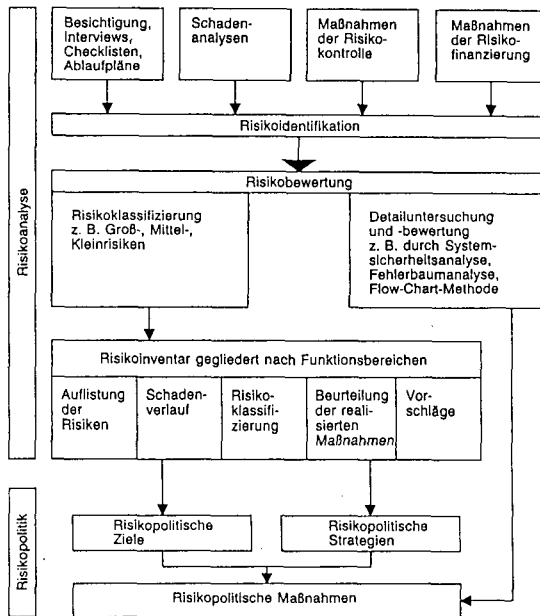 Besichtigung,
Interviews,
Checklisten,
Ablaufpläne
Schaden-
analysen
Maßnahmen
der Risiko-
kontrolle
Maßnahmen
der Risiko-
finanzierung
Risikoidentifikation
Risikobewertung
Risikoklassifizierung
z. B. Groß-, Mittel-,
Kleinrisiken
Detailuntersuchung
und -bewertung
z. B. durch System-
sicherheitsanalyse,
Fehlerbaumanalyse,
Flow-Chart-Methode
Risikoanalyse
Risikoinventar gegliedert nach Funktionsbereichen
Auflistung
der
Risiken
Schaden-
verlauf
Risiko-
klassifi-
zierung
Beurteilung
der reali-
sierten
Maßnahmen
Vor-
schläge
Risikopolitik
Risikopolitische
Ziele
Risikopolitische
Strategien
Risikopolitische Maßnahmen